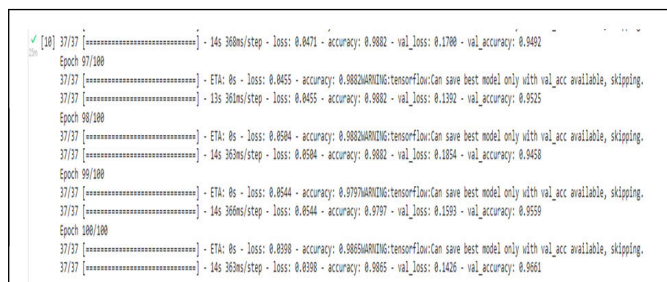 [10] 37/37 [==============================] - 14s 368ms/step - loss: 0.0471 - accuracy: 0.9882 - val_loss: 0.1700 - val_accuracy: 0.9492
25m
Epoch 97/100
37/37 [==============================] - ETA: 0s - loss: 0.0455 - accuracy: 0.9882WARNING:tensorflow:Can save best model only with val_acc available, skipping.
37/37 [==============================] - 13s 361ms/step - loss: 0.0455 - accuracy: 0.9882 - val_loss: 0.1392 - val_accuracy: 0.9525
Epoch 98/100
37/37 [==============================] - ETA: 0s - loss: 0.0504 - accuracy: 0.9882WARNING:tensorflow:Can save best model only with val_acc available, skipping.
37/37 [==============================] - 14s 363ms/step - loss: 0.0504 - accuracy: 0.9882 - val_loss: 0.1854 - val_accuracy: 0.9458
Epoch 99/100
37/37 [==============================] - ETA: 0s - loss: 0.0544 - accuracy: 0.9797WARNING:tensorflow:Can save best model only with val_acc available, skipping.
37/37 [==============================] - 14s 366ms/step - loss: 0.0544 - accuracy: 0.9797 - val_loss: 0.1593 - val_accuracy: 0.9559
Epoch 100/100
37/37 [==============================] - ETA: 0s - loss: 0.0398 - accuracy: 0.9865WARNING:tensorflow:Can save best model only with val_acc available, skipping.
37/37 [==============================] - 14s 363ms/step - loss: 0.0398 - accuracy: 0.9865 - val_loss: 0.1426 - val_accuracy: 0.9661